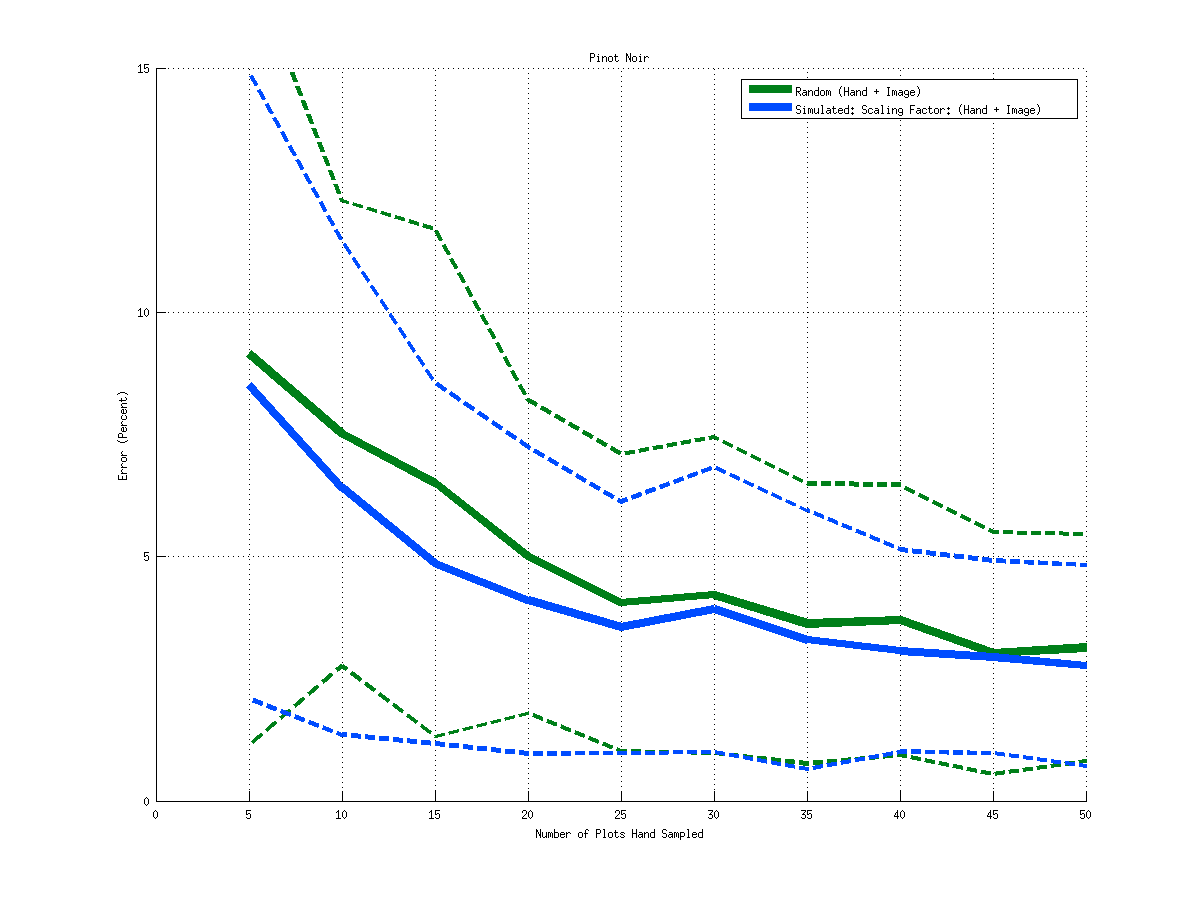 Pinot Noir
Random (Hand + Image)
Simulated: Scaling Factor: (Hand + Image)
15
10
5
0
Error (Percent)
0 5 10 15 20 25 30 35 40 45 50
Number of Plots Hand Sampled